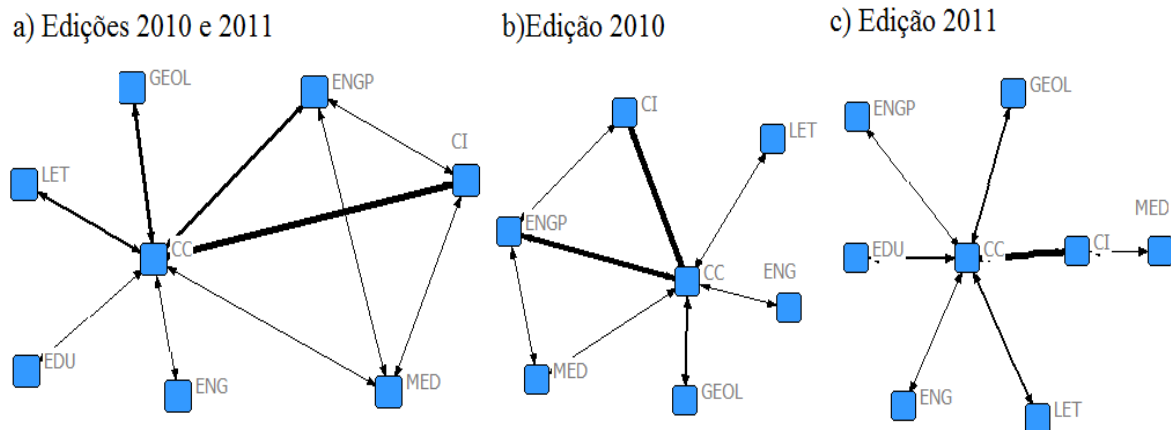 a) Edições 2010 e 2011
GEOL
ENGP
CI
LET
CC
EDU
ENG
MED
b)Edição 2010
CI
LET
ENGP
CC
ENG
MED
GEOL
c) Edição 2011
GEOL
ENGP
MED
EDU
CC
CI
ENG
LET